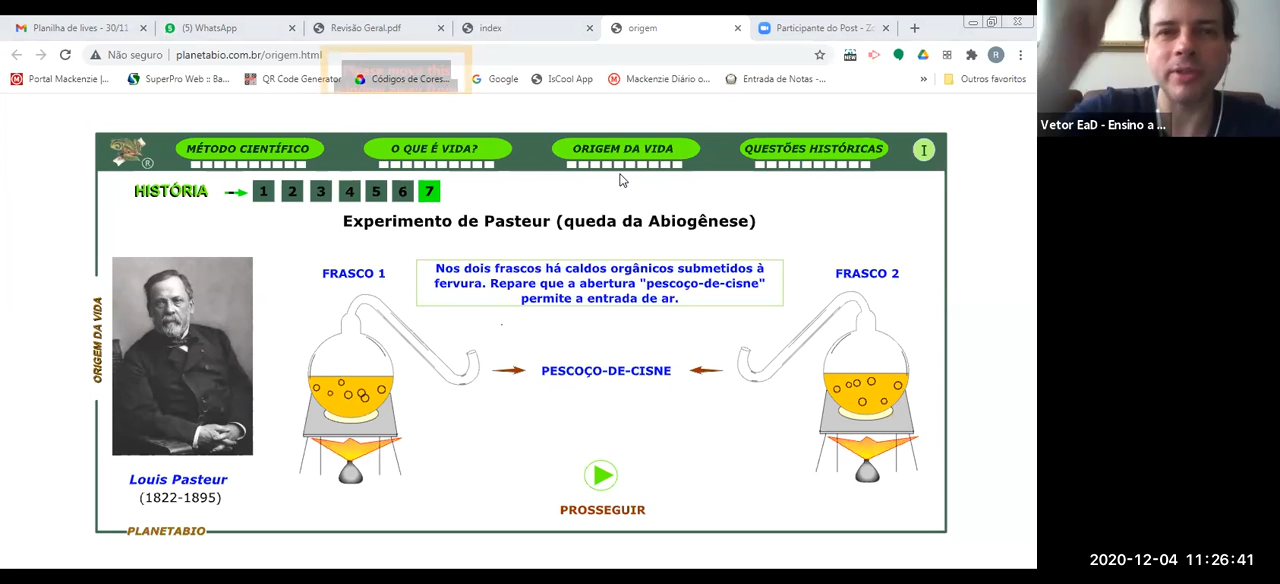 Planilha de lives - 30/11
(5) WhatsApp
Revisão Geral.pdf
index
origem
Participante do Post - Zo
Não seguro
planetabio.com.br/origem.html
NEW
R
Portal Mackenzie |...
SuperPro Web :: Ba...
QR Code Generator
Códigos de Cores...
Google
IsCool App
Mackenzie Diário o...
Entrada de Notas -...
»
Outros favoritos
Vetor EaD - Ensino a ...
®
MÉTODO CIENTÍFICO
O QUE É VIDA?
ORIGEM DA VIDA
QUESTÕES HISTÓRICAS
I
HISTÓRIA
1 2 3 4 5 6 7
Experimento de Pasteur (queda da Abiogênese)
FRASCO 1
Nos dois frascos há caldos orgânicos submetidos à
fervura. Repare que a abertura "pescoço-de-cisne"
permite a entrada de ar.
FRASCO 2
ORIGEM DA VIDA
PESCOÇO-DE-CISNE
Louis Pasteur
(1822-1895)
PROSSEGUIR
PLANETABIO
2020-12-04 11:26:41